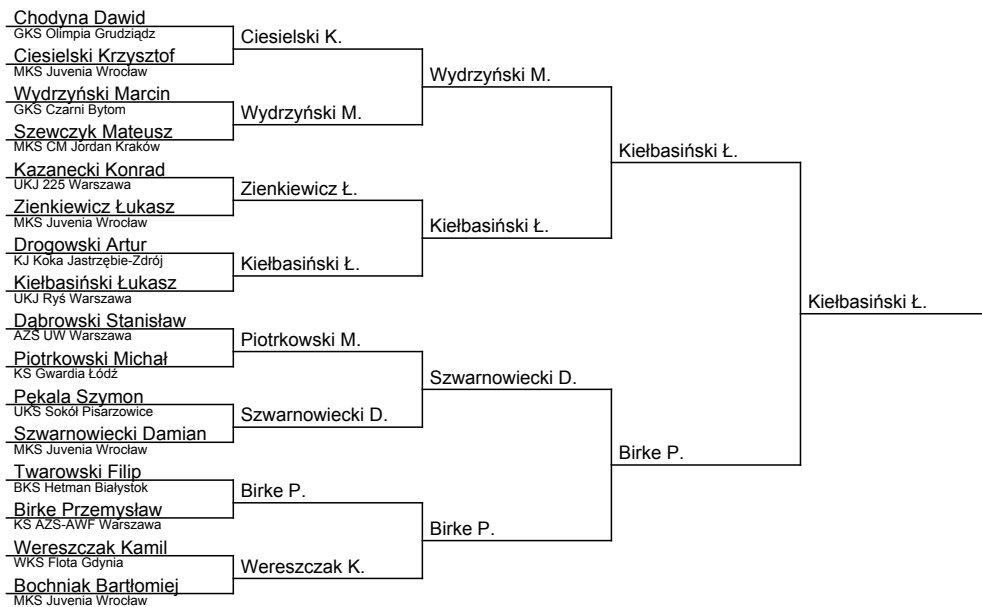 Chodyna Dawid
GKS Olimpia Grudziądz
Ciesielski Krzysztof
MKS Juvenia Wrocław
Wydrzyński Marcin
GKS Czarni Bytom
Szewczyk Mateusz
MKS CM Jordan Kraków
Kazanecki Konrad
UKJ 225 Warszawa
Zienkiewicz Łukasz
MKS Juvenia Wrocław
Drogowski Artur
KJ Koka Jastrzębie-Zdrój
Kiełbasiński Łukasz
UKJ Ryś Warszawa
Dąbrowski Stanisław
AZS UW Warszawa
Piotrkowski Michał
KS Gwardia Łódź
Pękala Szymon
UKS Sokół Pisarzowice
Szwarnowiecki Damian
MKS Juvenia Wrocław
Twarowski Filip
BKS Hetman Białystok
Birke Przemysław
KS AZS-AWF Warszawa
Wereszczak Kamil
WKS Flota Gdynia
Bochniak Bartłomiej
MKS Juvenia Wrocław
Ciesielski K.
Wydrzyński M.
Zienkiewicz Ł.
Kiełbasiński Ł.
Piotrkowski M.
Szwarnowiecki D.
Birke P.
Wereszczak K.
Wydrzyński M.
Kiełbasiński Ł.
Szwarnowiecki D.
Birke P.
Kiełbasiński Ł.
Birke P.
Kiełbasiński Ł.